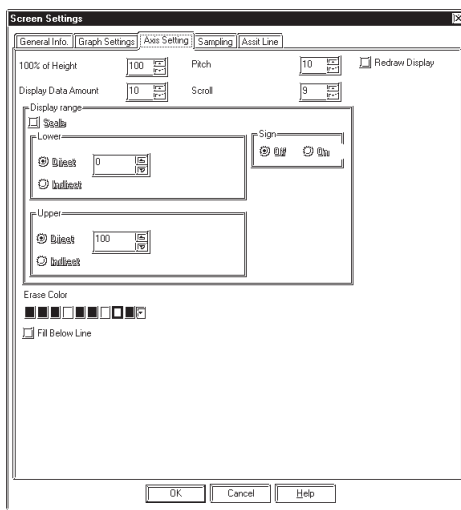 Screen Settings
General Info. Graph Settings Axis Setting Sampling Assit Line
100% of Height 100 Pitch 10 Redraw Display
Display Data Amount 10 Scroll 9
Display range
Scale
Lower
Direct 0
Indirect
Sign
Off On
Upper
Direct 100
Indirect
Erase Color
Fill Below Line
OK Cancel Help